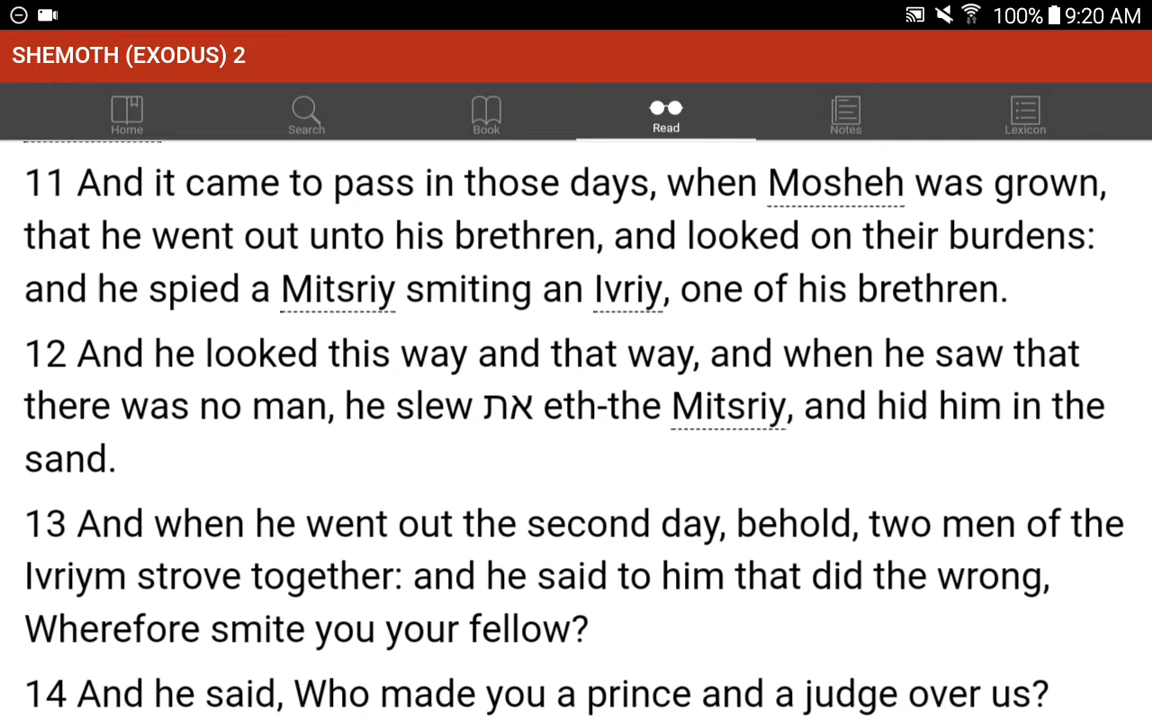 100% 9:20 AM
SHEMOTH (EXODUS) 2
Home Search Book Read Notes Lexicon
11 And it came to pass in those days, when Mosheh was grown,
that he went out unto his brethren, and looked on their burdens:
and he spied a Mitsriy smiting an Ivriy, one of his brethren.
12 And he looked this way and that way, and when he saw that
there was no man, he slew את eth-the Mitsriy, and hid him in the
sand.
13 And when he went out the second day, behold, two men of the
Ivriym strove together: and he said to him that did the wrong,
Wherefore smite you your fellow?
14 And he said, Who made you a prince and a judge over us?